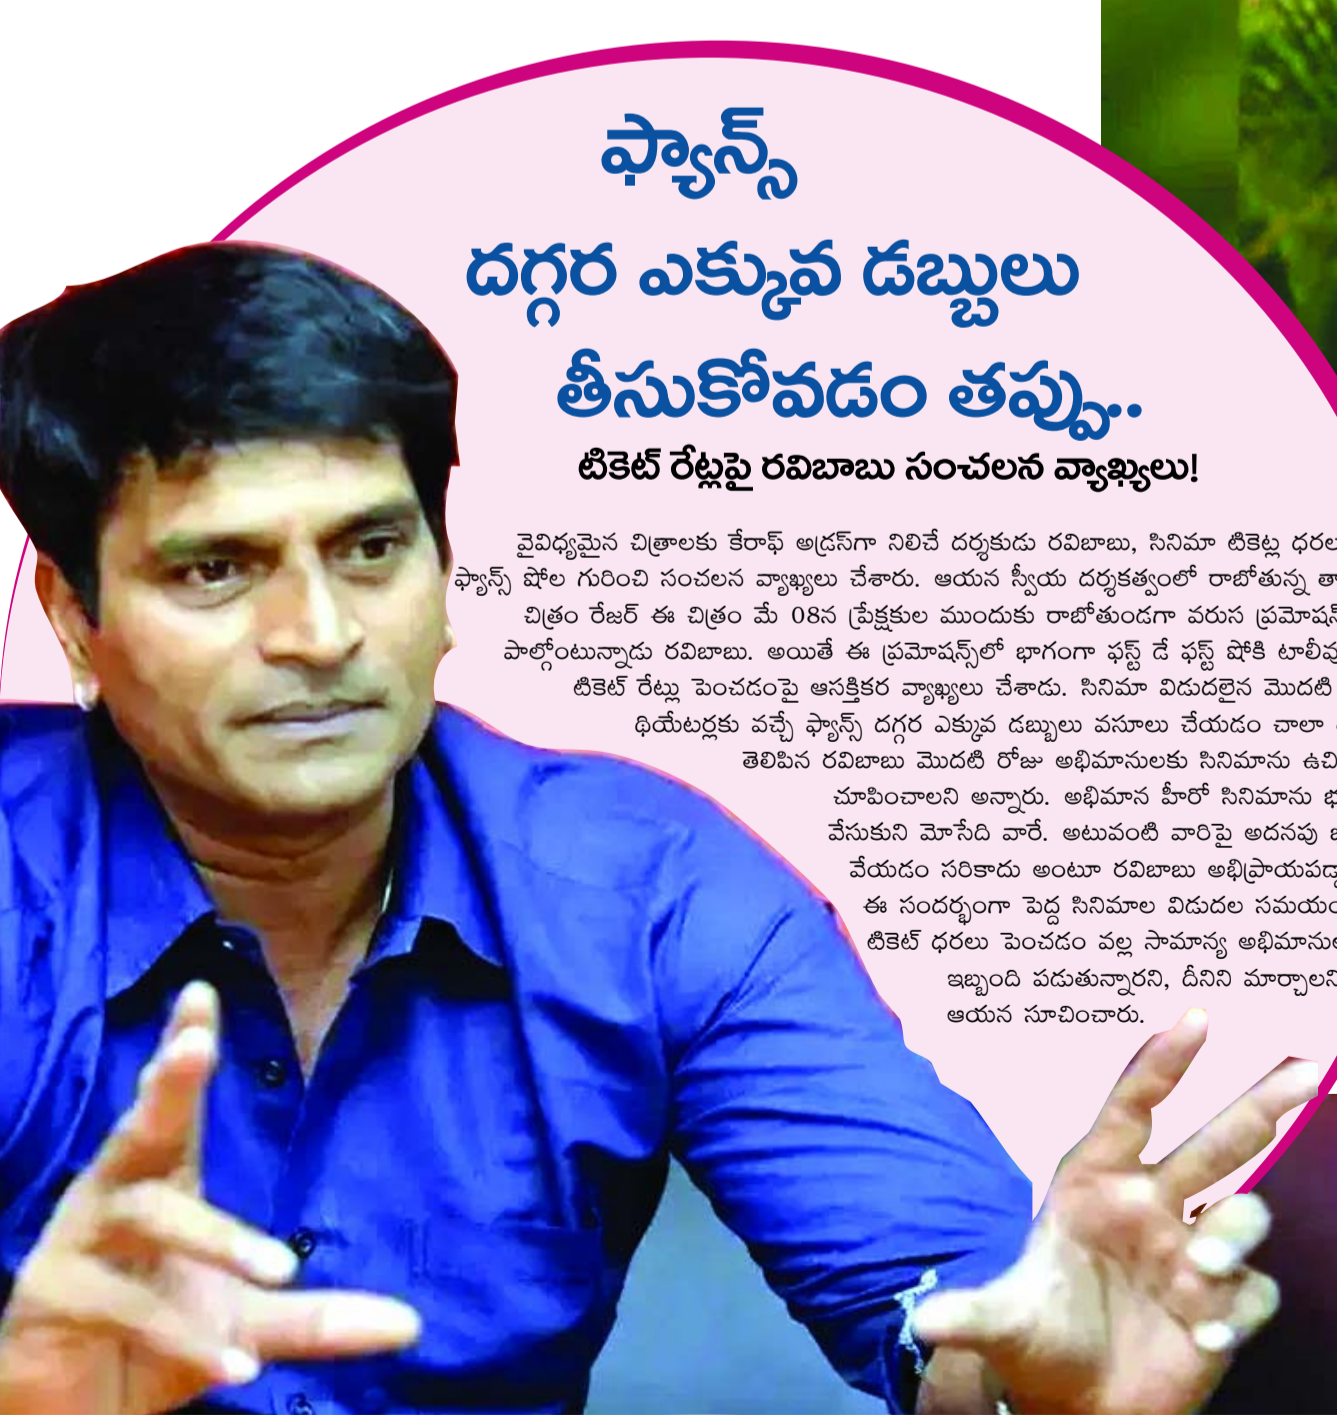 ఫ్యాన్స్
దగ్గర ఎక్కువ డబ్బులు
తీసుకోవడం తప్పు..
టికెట్ రేట్లపై రవిబాబు సంచలన వ్యాఖ్యలు!
వైవిధ్యమైన చిత్రాలకు కేరాఫ్ అడ్రస్‌గా నిలిచే దర్శకుడు రవిబాబు, సినిమా టికెట్ల
ఫ్యాన్స్ షోల గురించి సంచలన వ్యాఖ్యలు చేశారు. ఆయన స్వీయ దర్శకత్వంలో రాబోతున్న
చిత్రం రేజర్ ఈ చిత్రం మే 08న ప్రేక్షకుల ముందుకు రాబోతుండగా వరుస
పాల్గోంటున్నాడు రవిబాబు. అయితే ఈ ప్రమోషన్స్‌లో భాగంగా ఫస్ట్ డే ఫస్ట్ షోకి
టికెట్ రేట్లు పెంచడంపై ఆసక్తికర వ్యాఖ్యలు చేశాడు. సినిమా విడుదలైన మొదటి
థియేటర్లకు వచ్చే ఫ్యాన్స్ దగ్గర ఎక్కువ డబ్బులు వసూలు చేయడం చాలా
తెలిపిన రవిబాబు మొదటి రోజు అభిమానులకు సినిమాను
చూపించాలని అన్నారు. అభిమాన హీరో సినిమాను
వేసుకుని మోసేది వారే. అటువంటి వారిపై అదనపు
వేయడం సరికాదు అంటూ రవిబాబు
ఈ సందర్భంగా పెద్ద సినిమాల విడుదల
టికెట్ ధరలు పెంచడం వల్ల సామాన్య
ఇబ్బంది పడుతున్నారని, దీనిని మార్చాలని
ఆయన సూచించారు.